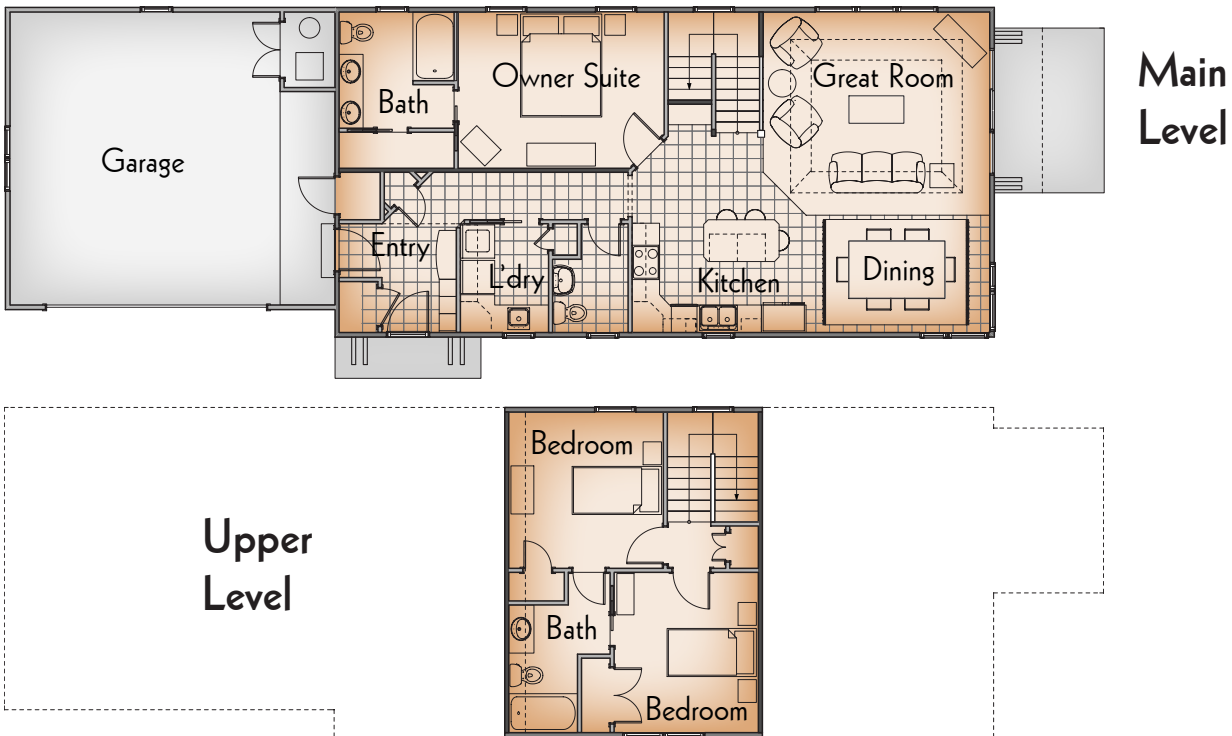 Main
Level
Owner Suite
Great Room
Bath
Garage
Entry
L'dry
Kitchen
Dining
Upper
Level
Bedroom
Bath
Bedroom